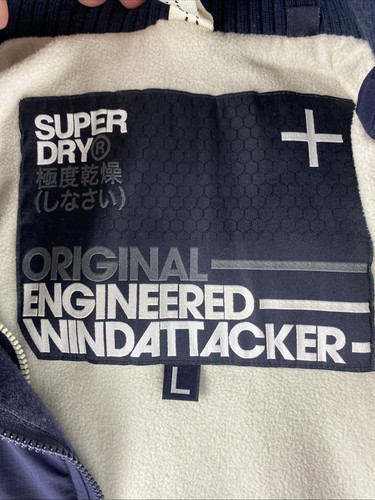 SUPER
DRY®
極度乾燥
(しなさい)
ORIGINAL
ENGINEERED
WINDATTACKER
L